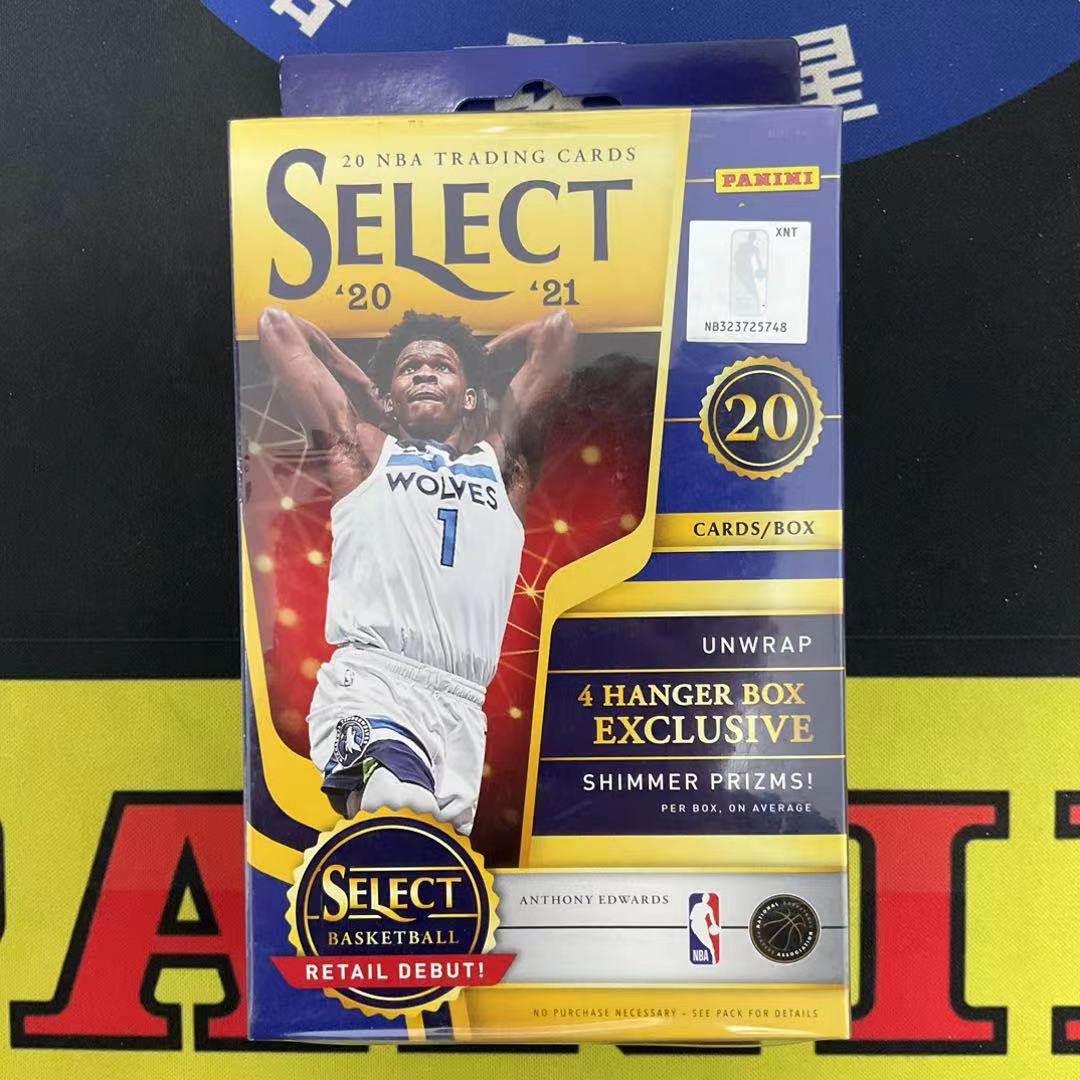 20 NBA TRADING CARDS
SELECT
'20 '21
PANINI
XNT
NB323725748
20
CARDS/BOX
WOLVES
1
UNWRAP
4 HANGER BOX
EXCLUSIVE
SHIMMER PRIZMS!
PER BOX, ON AVERAGE
SELECT
BASKETBALL
RETAIL DEBUT!
ANTHONY EDWARDS
NBA
NO PURCHASE NECESSARY - SEE PACK FOR DETAILS